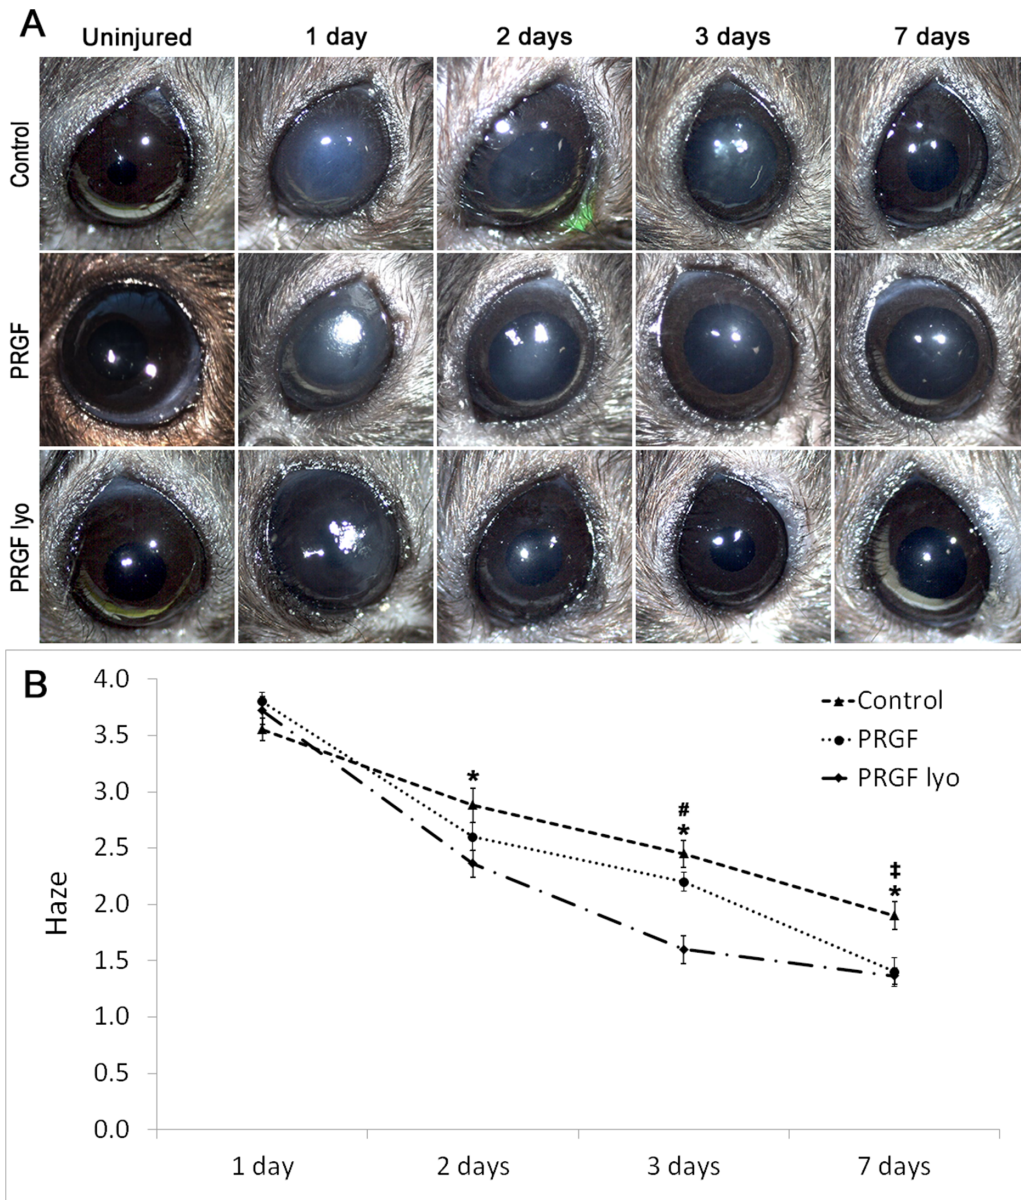 A
Uninjured 1 day 2 days 3 days 7 days
Control
PRGF
PRGF lyo
B
4.0
3.5
3.0
2.5
2.0
1.5
1.0
0.5
0.0
Haze
Control
PRGF
PRGF lyo
*
#
*
‡
*
1 day 2 days 3 days 7 days